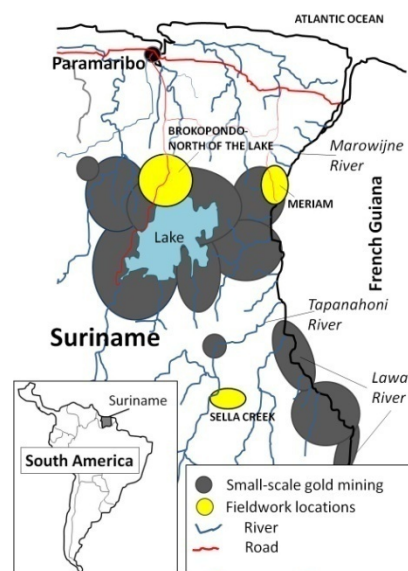 ATLANTIC OCEAN
Paramaribo
BROKOPONDO-
NORTH OF THE LAKE
Marowijne
River
MERIAM
Lake
French Guiana
Tapanahoni
River
Suriname
Lawa
River
SELLA CREEK
Suriname
South America
Small-scale gold mining
Fieldwork locations
River
Road